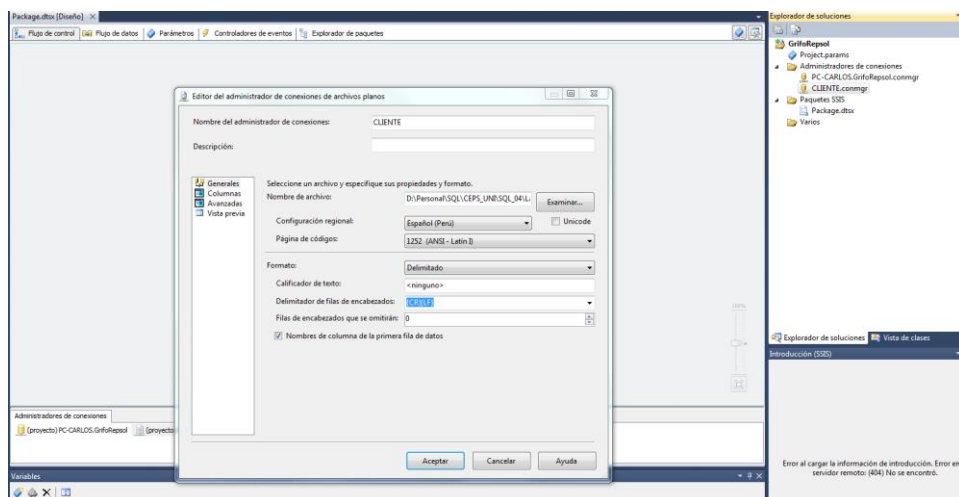 Package.dtsx [Diseño]
Flujo de control Flujo de datos Parámetros Controladores de eventos Explorador de paquetes
Editor del administrador de conexiones de archivos planos
Nombre del administrador de conexiones: CLIENTE
Descripción:
Generales
Columnas
Avanzadas
Vista previa
Seleccione un archivo y especifique sus propiedades y formato.
Nombre de archivo: D:\Personal\SQL\CEPS_UNI\SQL_04\L Examinar...
Configuración regional: Español (Perú) Unicode
Página de códigos: 1252 (ANSI - Latín I)
Formato: Delimitado
Calificador de texto: <ninguno>
Delimitador de filas de encabezados: {CR}{LF}
Filas de encabezados que se omitirán: 0
Nombres de columna de la primera fila de datos
Aceptar Cancelar Ayuda
100%
Administradores de conexiones
(proyecto) PC-CARLOS.GrifoRepsol (proyecto
Variables
Explorador de soluciones
GrifoRepsol
Project.params
Administradores de conexiones
PC-CARLOS.GrifoRepsol.conmgr
CLIENTE.conmgr
Paquetes SSIS
Package.dtsx
Varios
Explorador de soluciones Vista de clases
Introducción (SSIS)
Error al cargar la información de introducción. Error en
servidor remoto: (404) No se encontró.